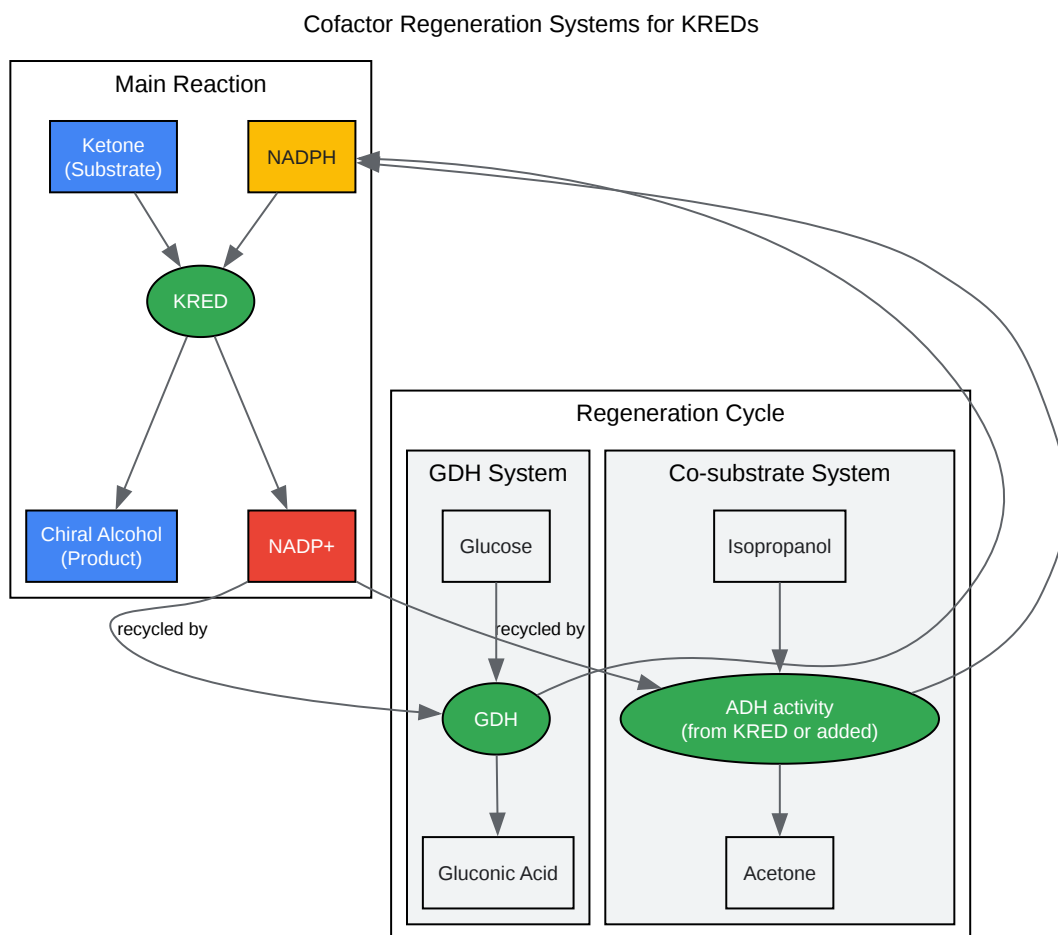 Cofactor Regeneration Systems for KREDs
Main Reaction
Ketone
(Substrate)
NADPH
KRED
Chiral Alcohol
(Product)
NADP+
recycled by
recycled by
Regeneration Cycle
GDH System
Glucose
GDH
Gluconic Acid
Co-substrate System
Isopropanol
ADH activity
(from KRED or added)
Acetone